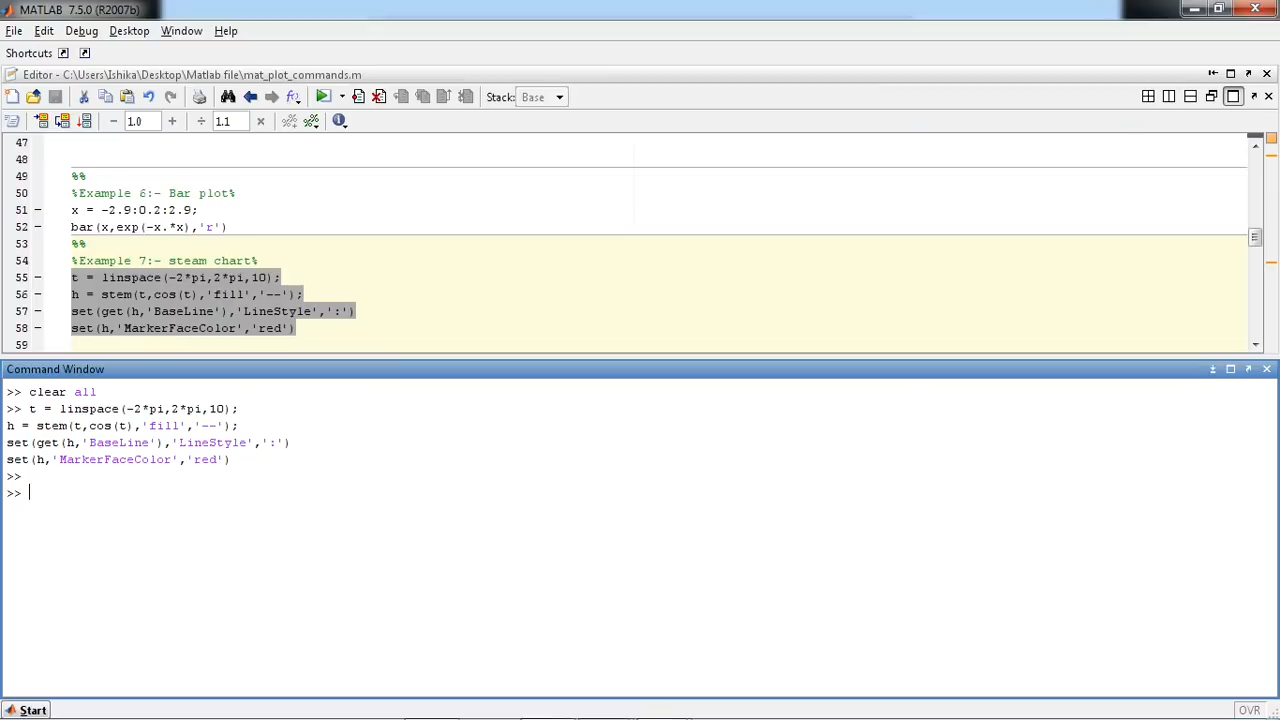 MATLAB 7.5.0 (R2007b)
File Edit Debug Desktop Window Help
Shortcuts
Editor - C:\Users\Ishika\Desktop\Matlab file\mat_plot_commands.m
Stack: Base
1.0 1.1
47
48
49 %%
50 %Example 6:- Bar plot%
51 x = -2.9:0.2:2.9;
52 bar(x,exp(-x.*x),'r')
53 %%
54 %Example 7:- steam chart%
55 t = linspace(-2*pi,2*pi,10);
56 h = stem(t,cos(t),'fill','--');
57 set(get(h,'BaseLine'),'LineStyle',':')
58 set(h,'MarkerFaceColor','red')
59
Command Window
>> clear all
>> t = linspace(-2*pi,2*pi,10);
h = stem(t,cos(t),'fill','--');
set(get(h,'BaseLine'),'LineStyle',':')
set(h,'MarkerFaceColor','red')
>>
>>
Start OVR